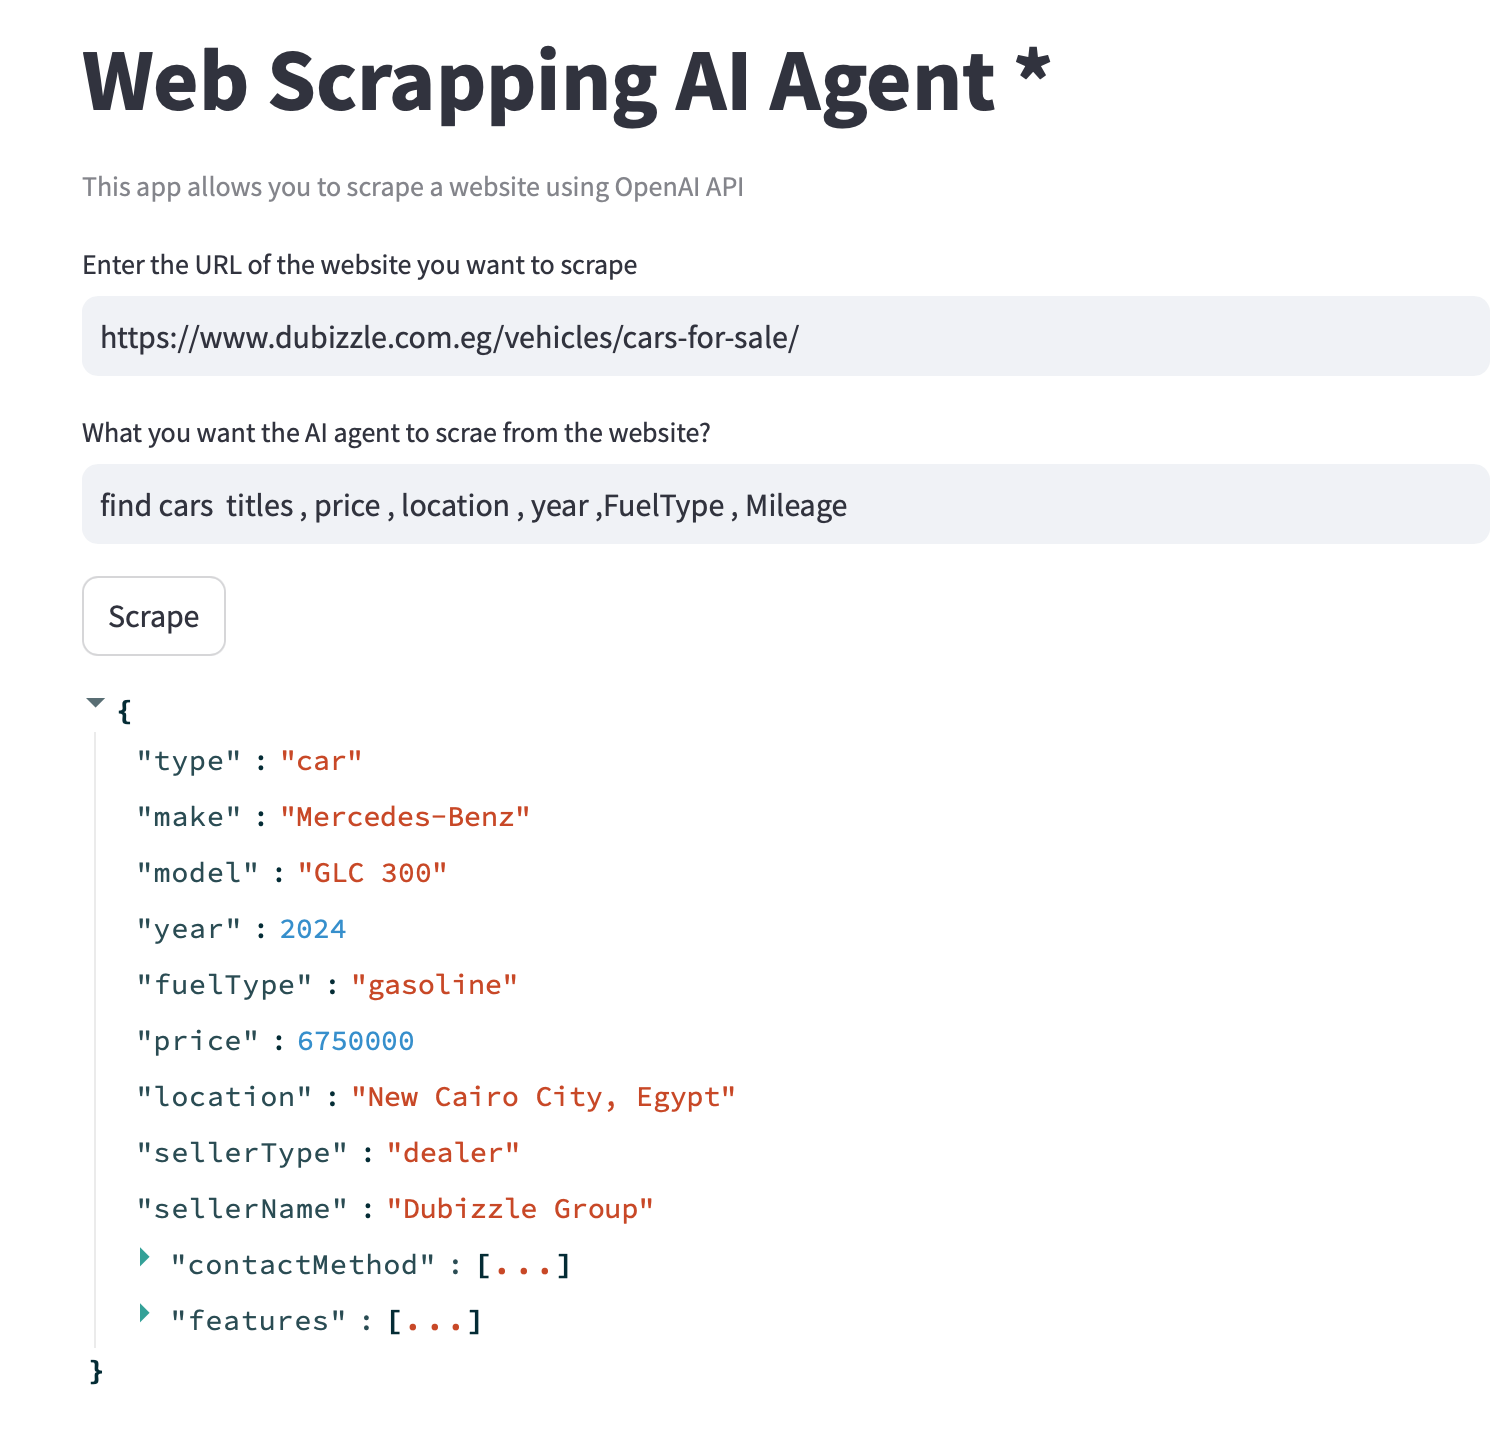 Web Scrapping AI Agent *
This app allows you to scrape a website using OpenAI API
Enter the URL of the website you want to scrape
https://www.dubizzle.com.eg/vehicles/cars-for-sale/
What you want the AI agent to scrae from the website?
find cars  titles , price , location , year ,FuelType , Mileage
Scrape
{
"type" : "car"
"make" : "Mercedes-Benz"
"model" : "GLC 300"
"year" : 2024
"fuelType" : "gasoline"
"price" : 6750000
"location" : "New Cairo City, Egypt"
"sellerType" : "dealer"
"sellerName" : "Dubizzle Group"
"contactMethod" : [...]
"features" : [...]
}